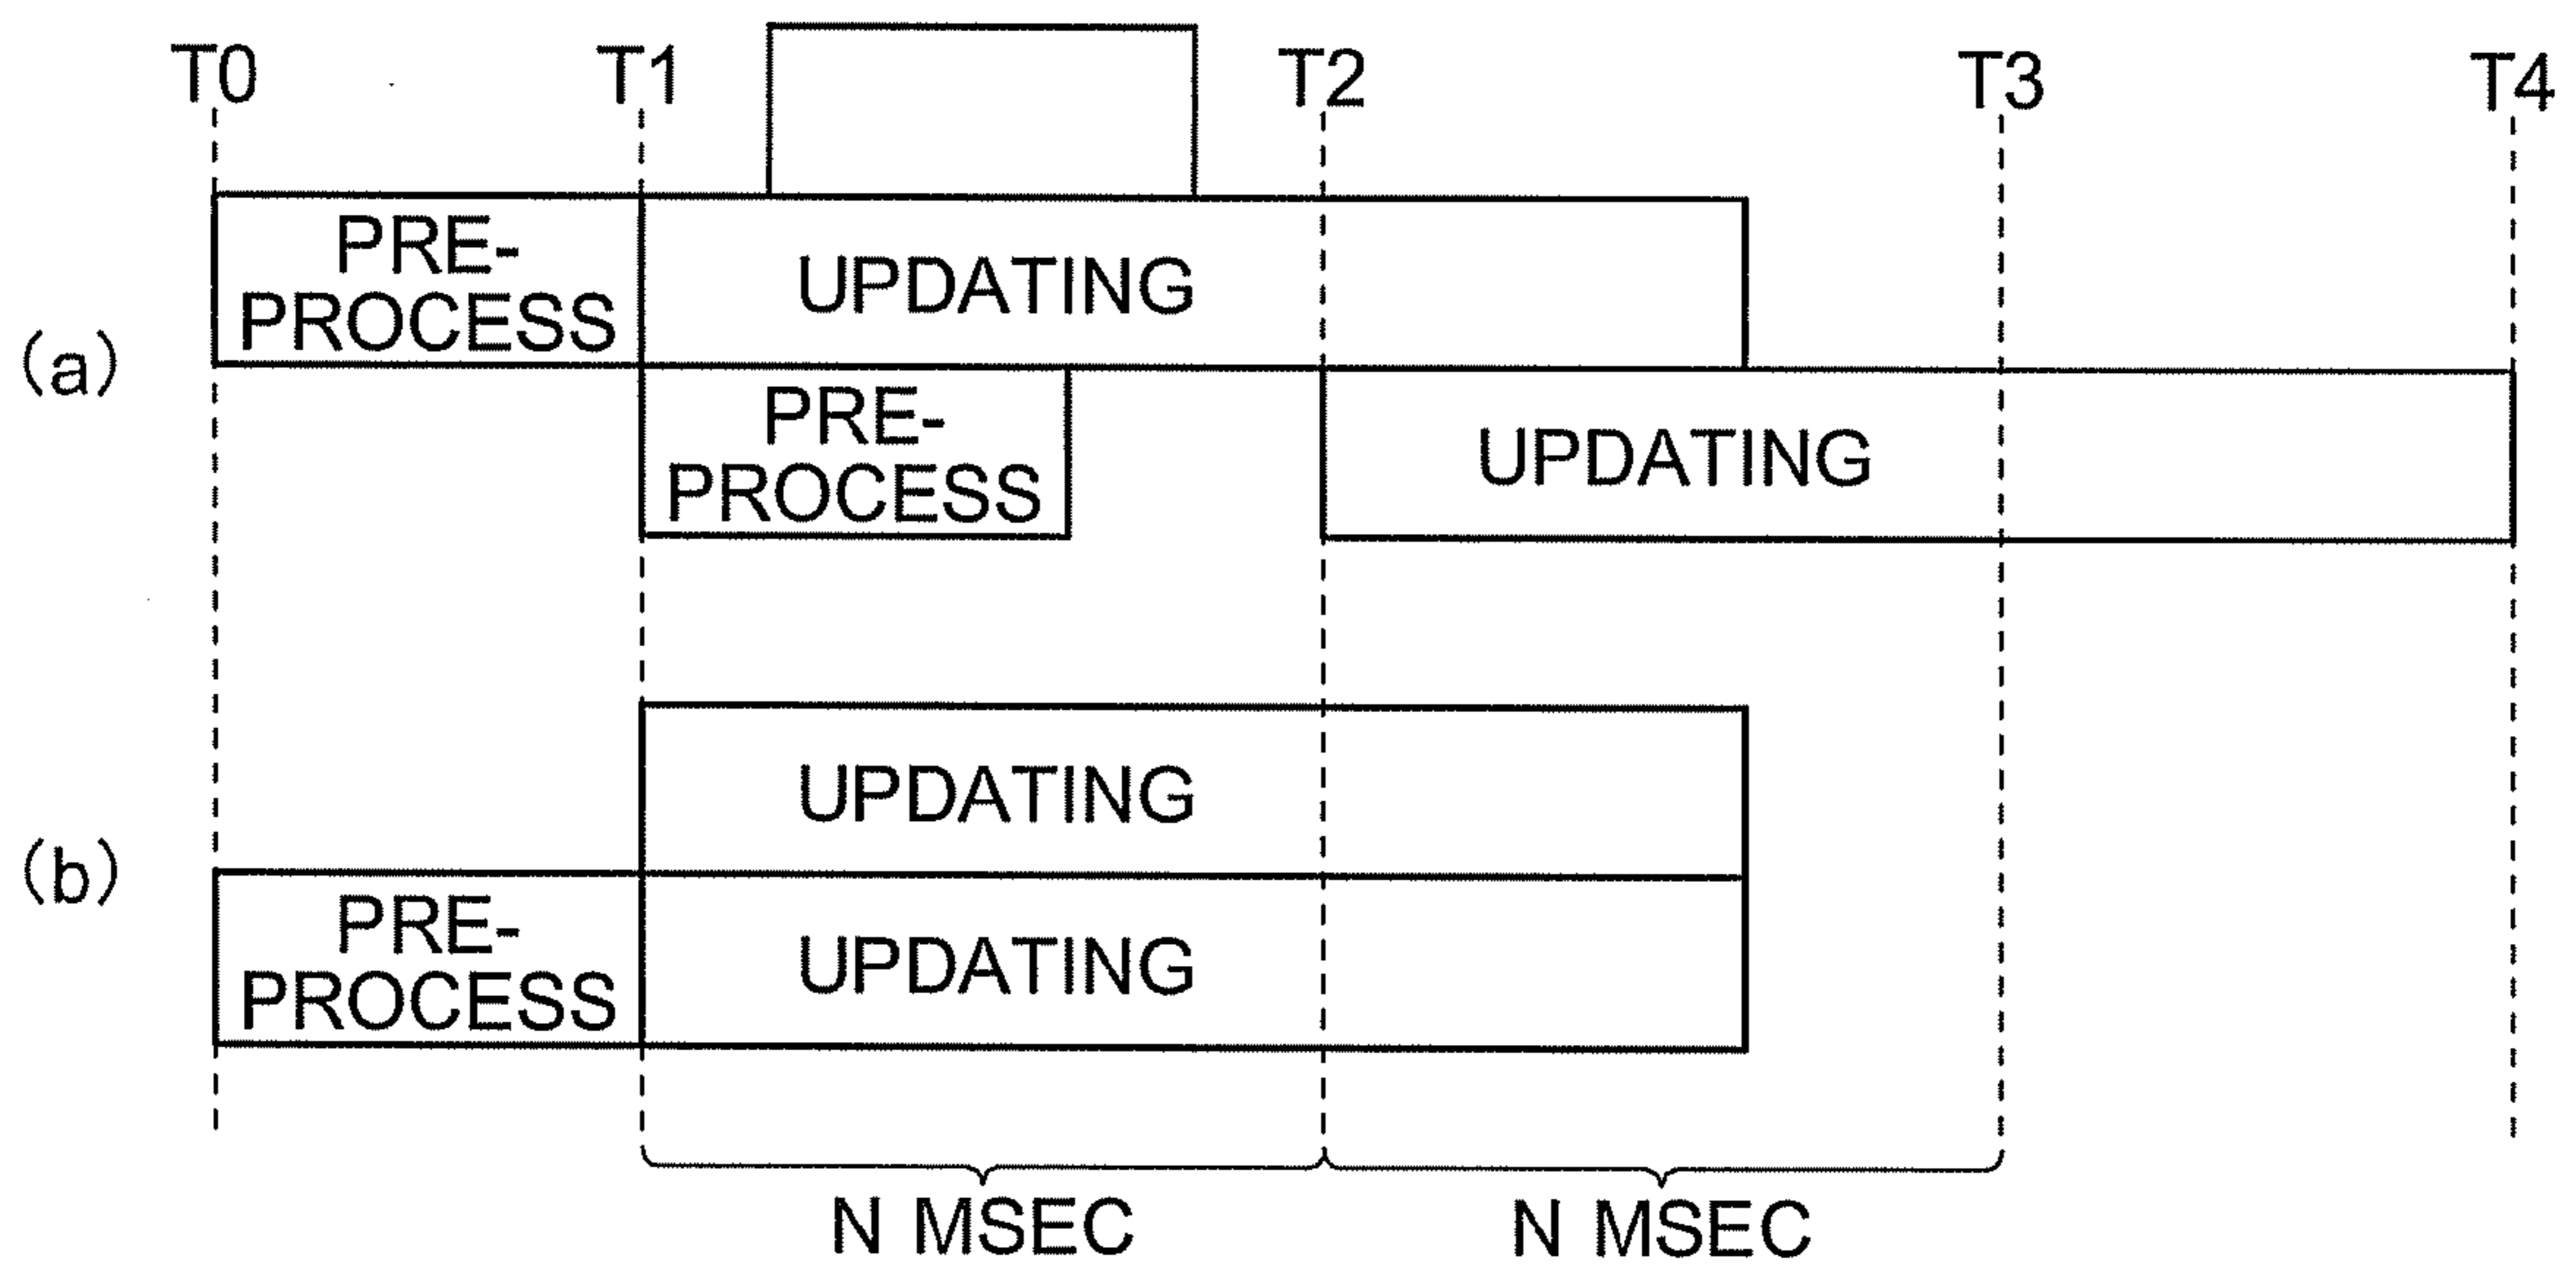 T0 T1 T2 T3 T4
PRE-
PROCESS
UPDATING
(a)
PRE-
PROCESS
UPDATING
UPDATING
(b)
PRE-
PROCESS
UPDATING
N MSEC N MSEC